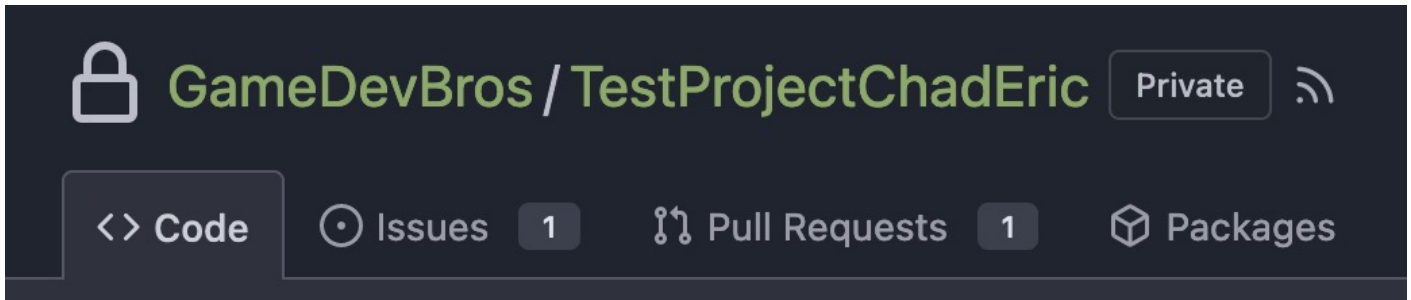 GameDevBros/TestProjectChadEric Private
Code Issues 1 Pull Requests 1 Packages